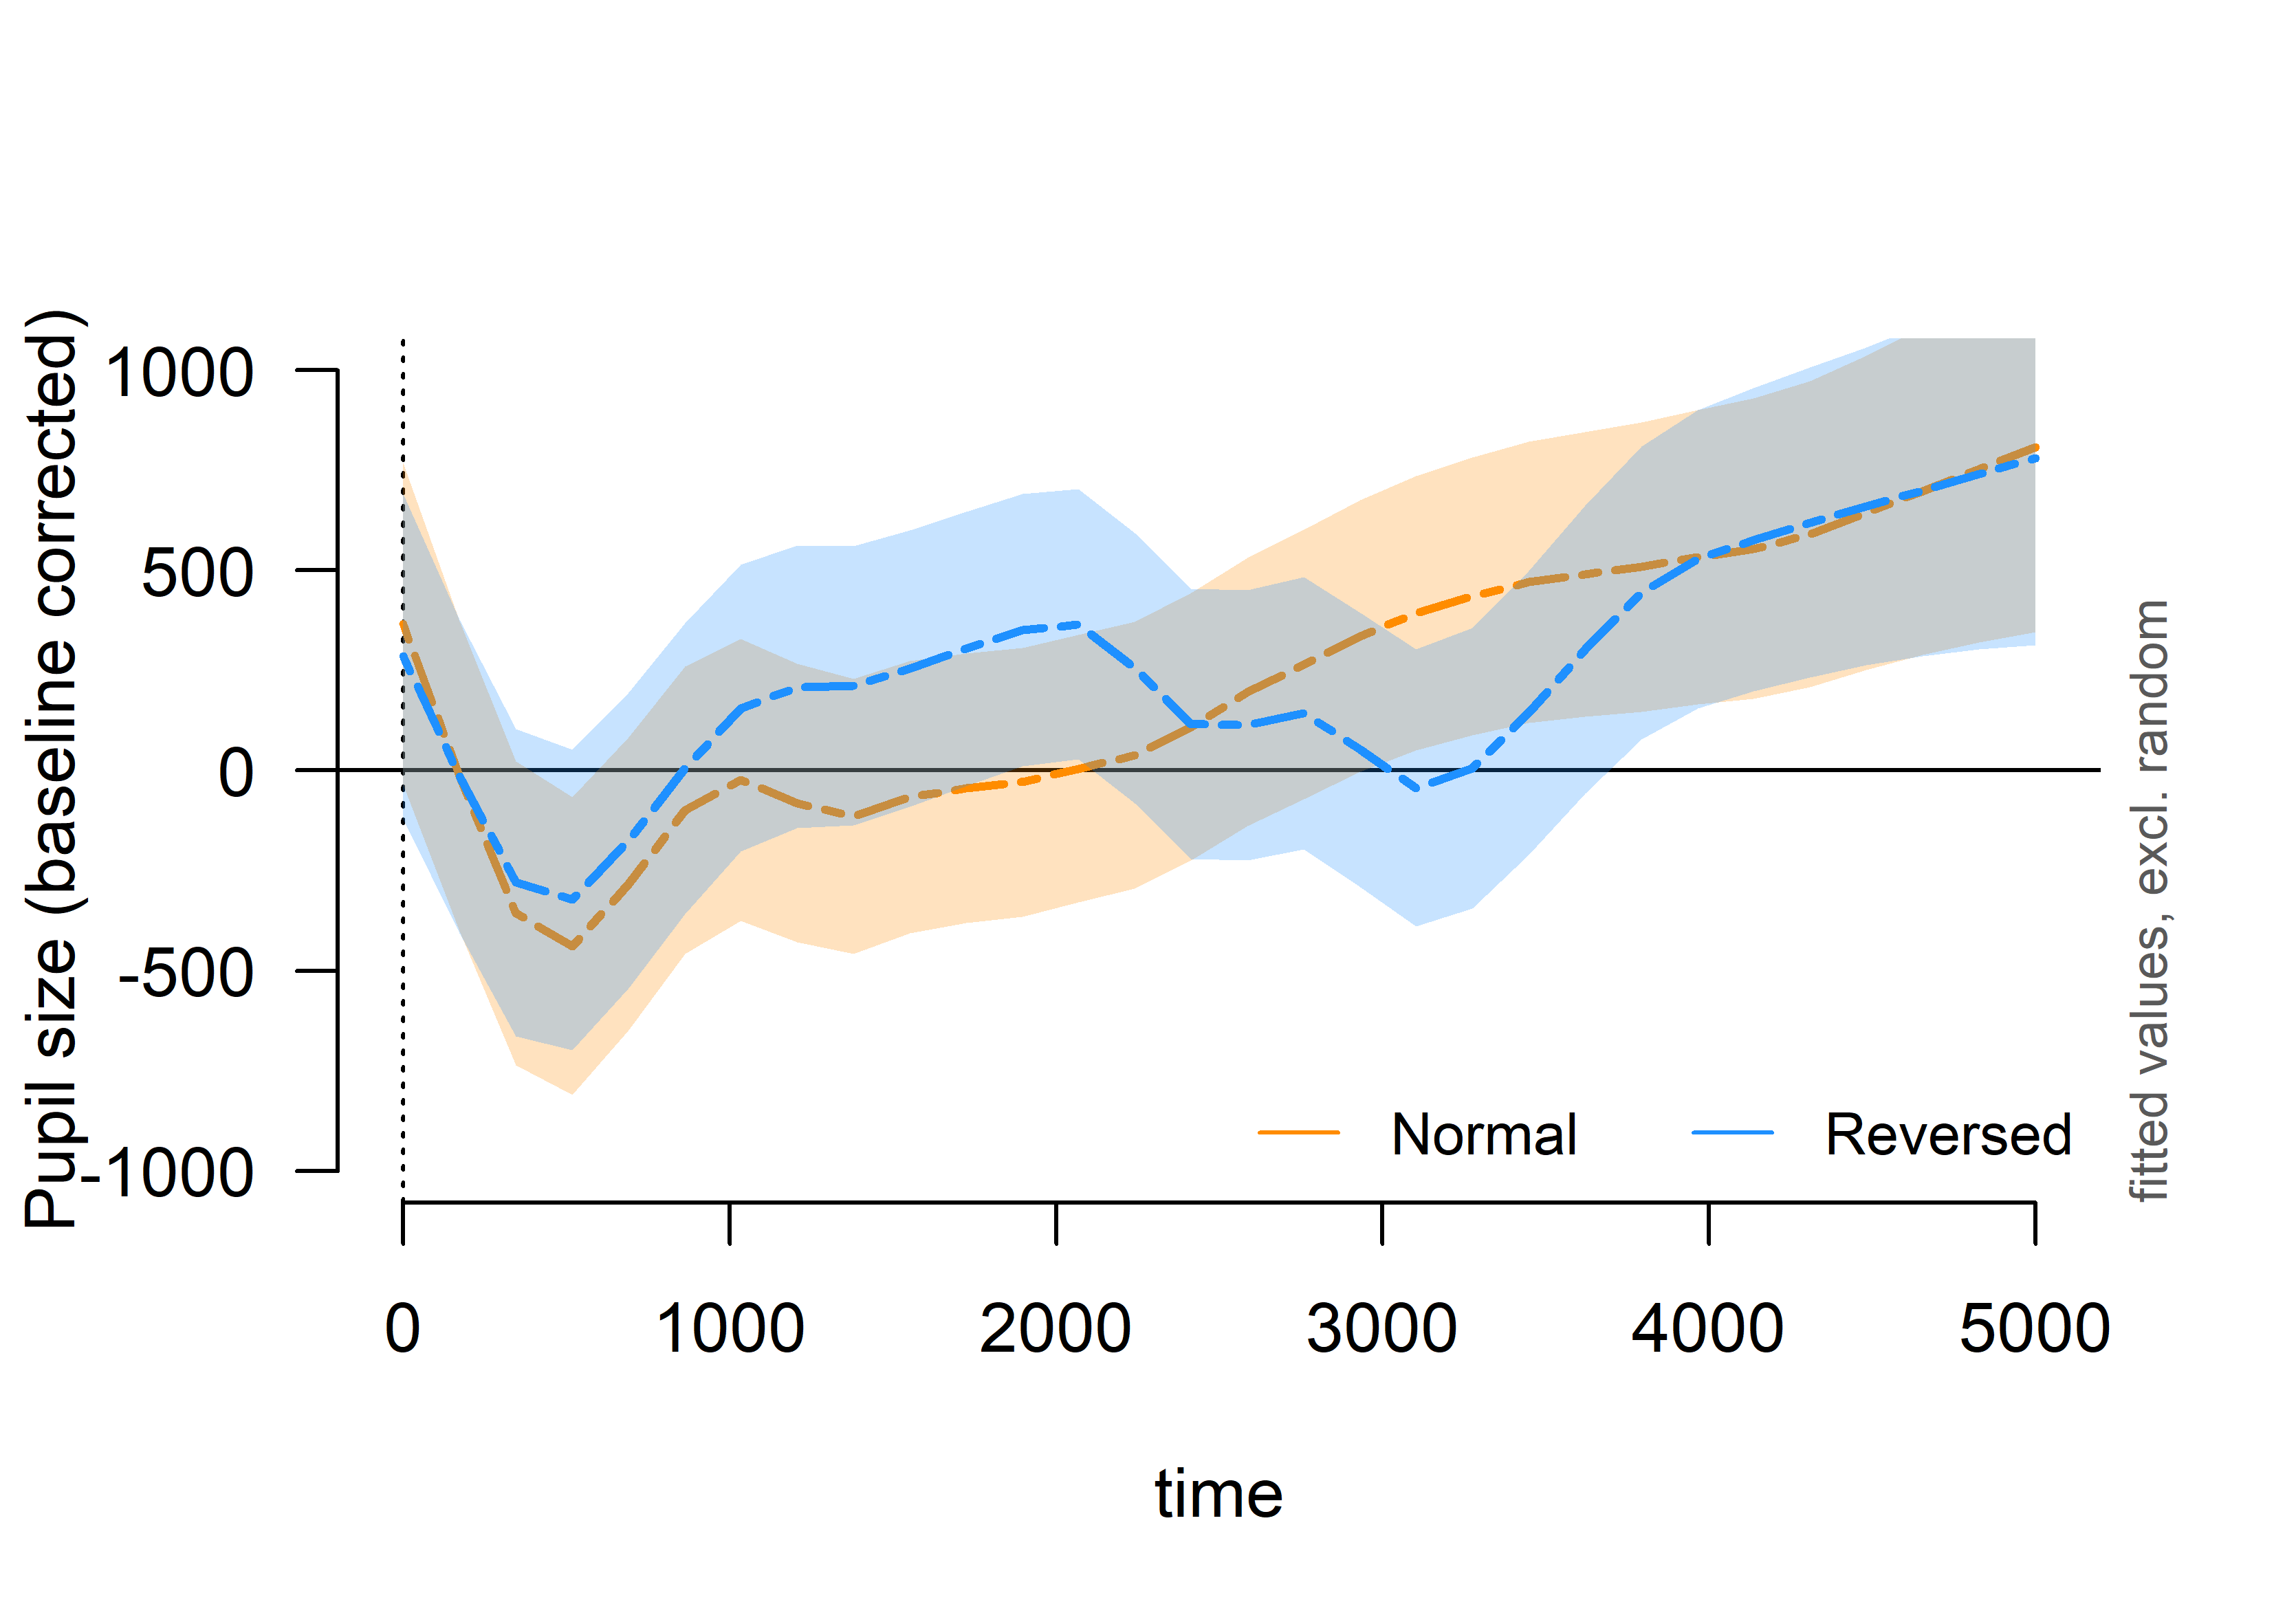 Pupil size (baseline corrected)
1000
500
0
-500
-1000
Normal
Reversed
fitted values, excl. random
0 1000 2000 3000 4000 5000
time